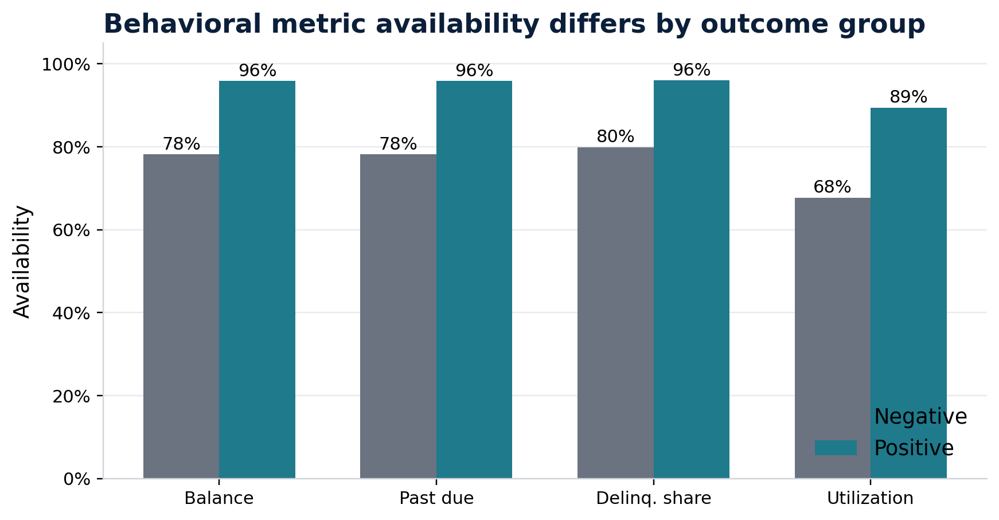 Behavioral metric availability differs by outcome group
Availability
100%
80%
60%
40%
20%
0%
78%
96%
78%
96%
80%
96%
68%
89%
Negative
Positive
Balance
Past due
Delinq. share
Utilization